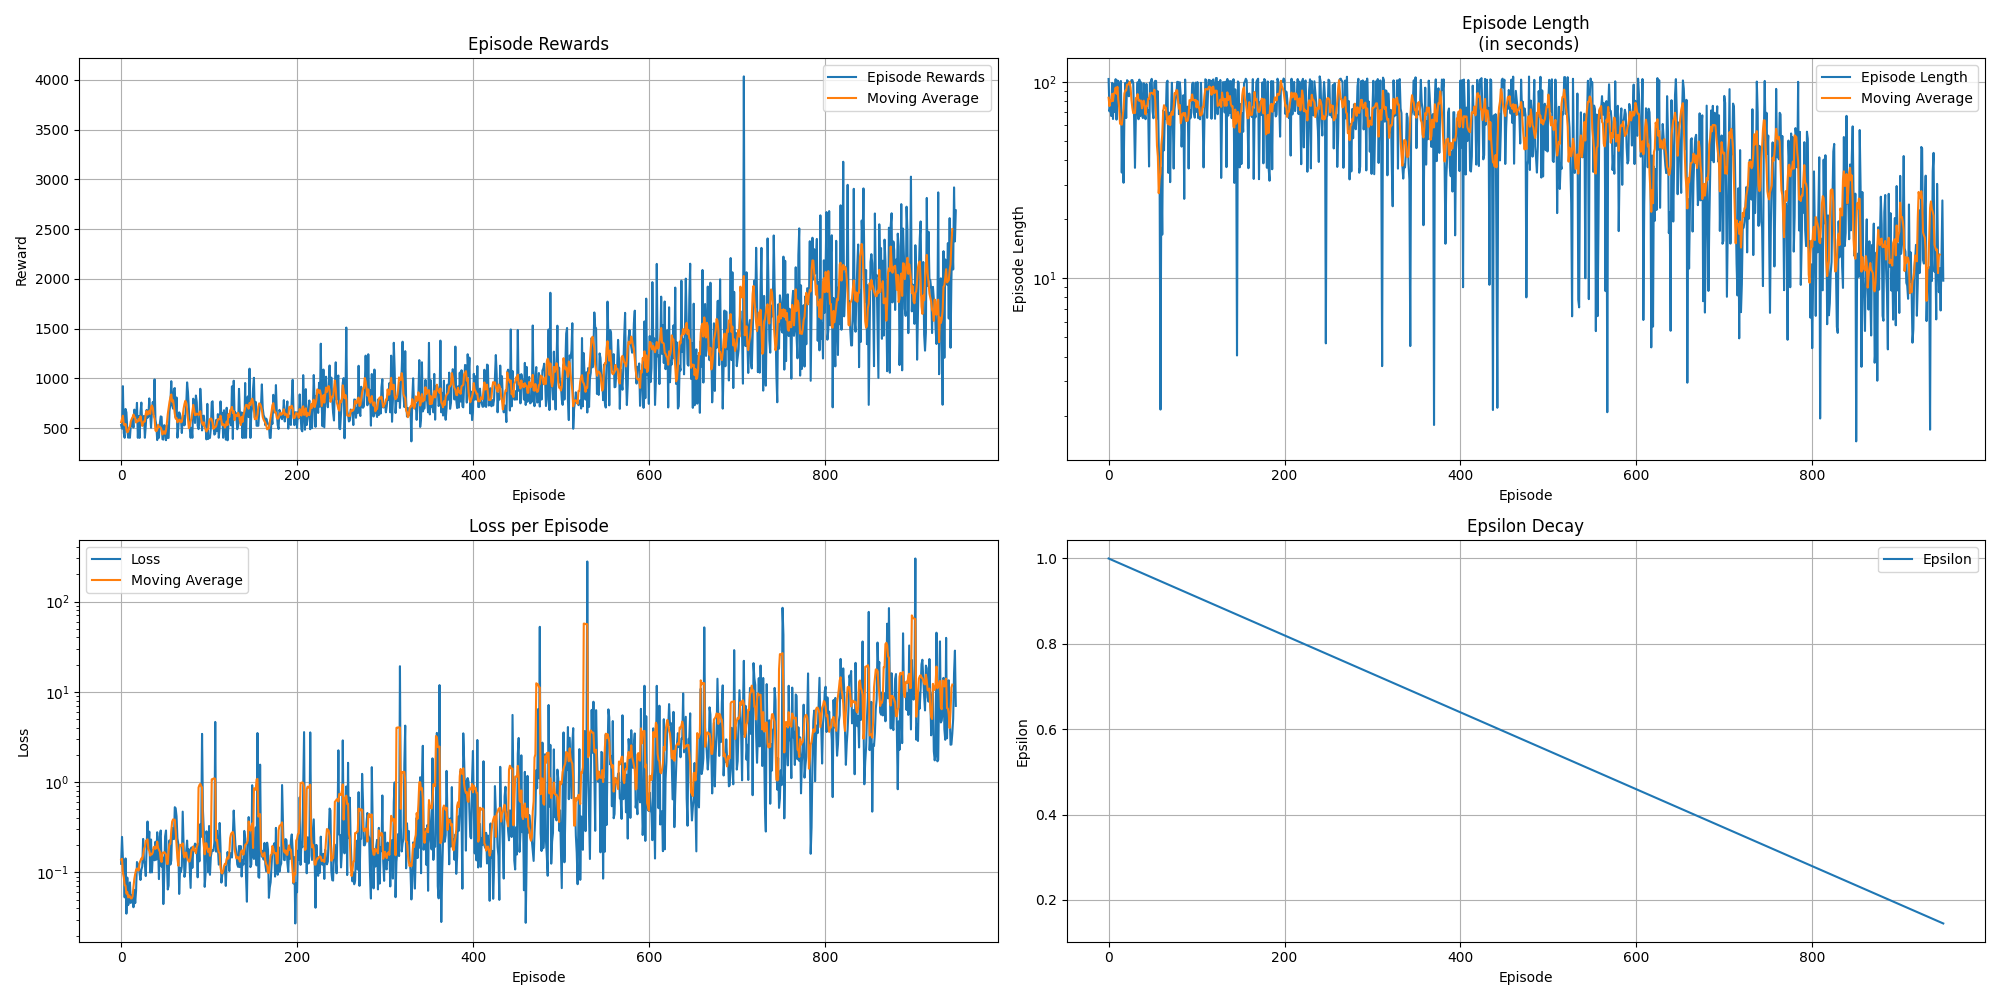 Episode Rewards
4000
3500
3000
2500
2000
1500
1000
500
Reward
Episode Rewards
Moving Average
0
200
400
600
800
Episode
Episode Length
(in seconds)
10²
10¹
Episode Length
Episode Length
Moving Average
0
200
400
600
800
Episode
Loss per Episode
10²
10¹
10⁰
10⁻¹
Loss
Loss
Moving Average
0
200
400
600
800
Episode
Epsilon Decay
1.0
0.8
0.6
0.4
0.2
Epsilon
Epsilon
0
200
400
600
800
Episode